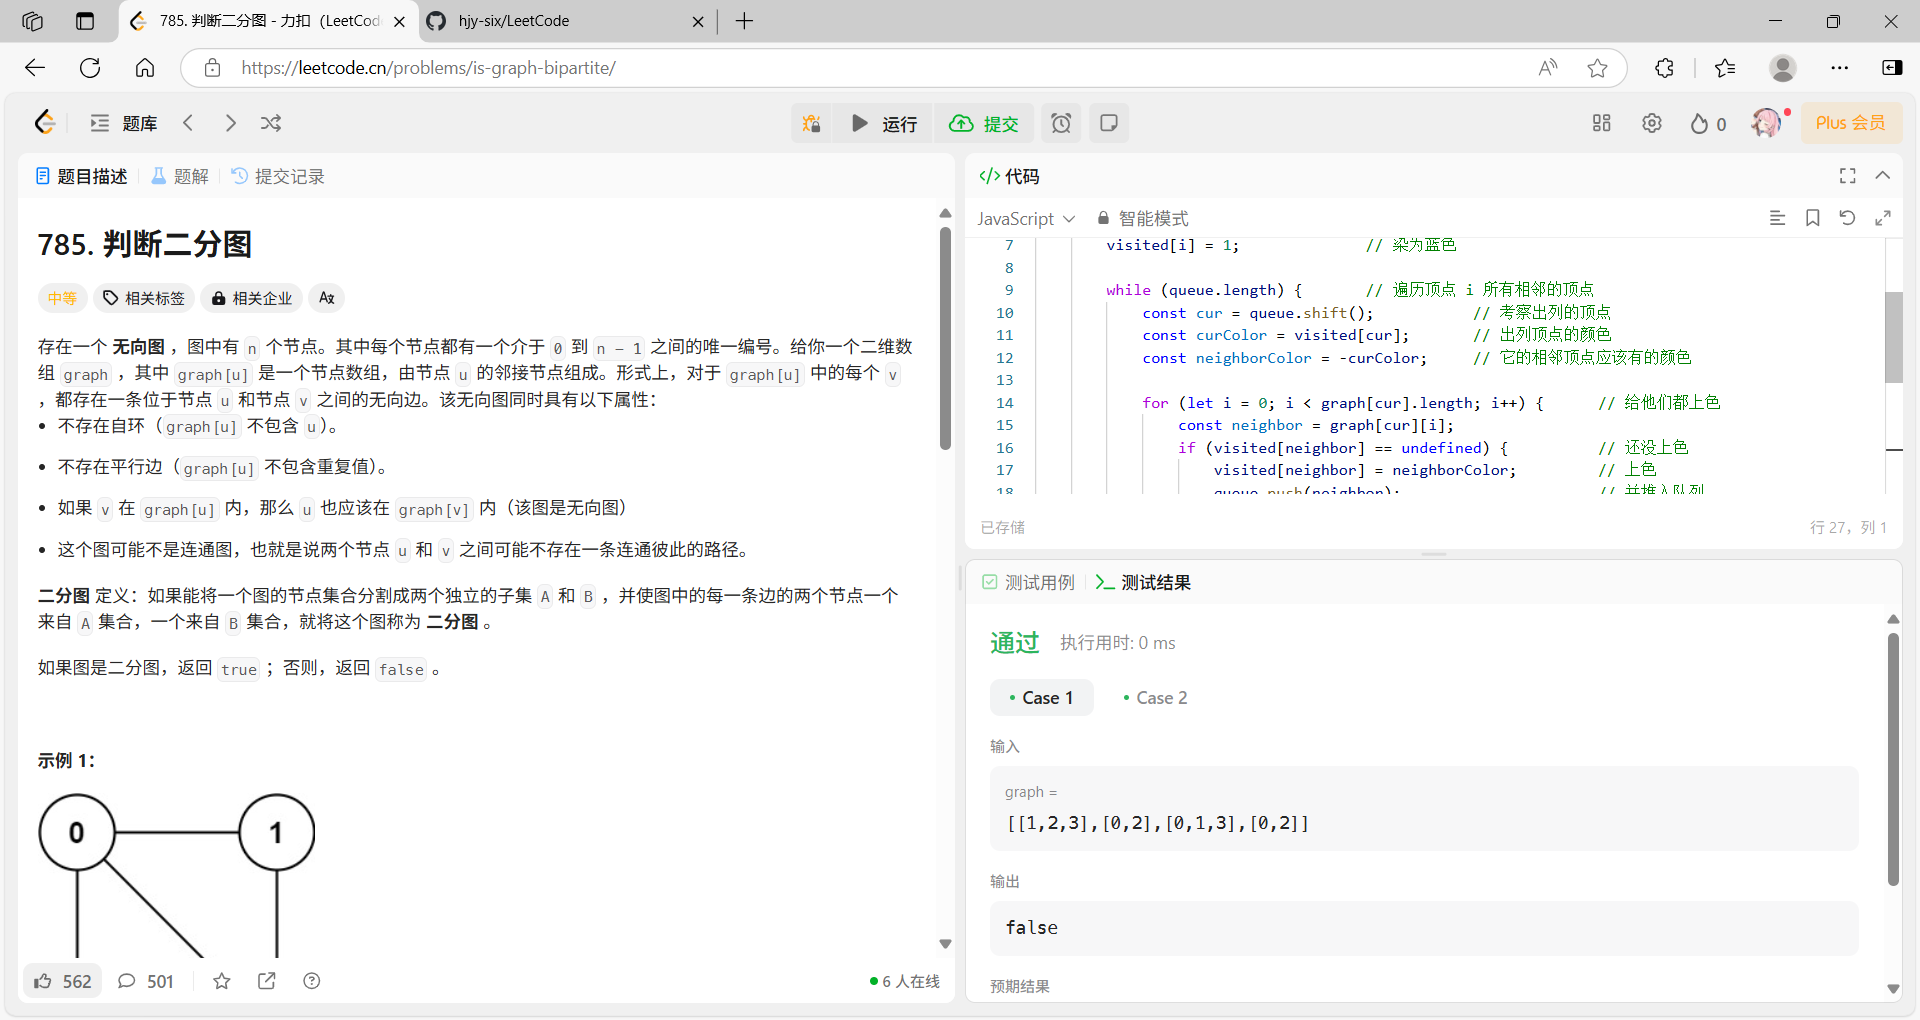 785. 判断二分图 - 力扣（LeetCod
hjy-six/LeetCode
https://leetcode.cn/problems/is-graph-bipartite/
题库
运行
提交
0
Plus 会员
题目描述
题解
提交记录
785. 判断二分图
中等
相关标签
相关企业
存在一个 无向图 ，图中有 n 个节点。其中每个节点都有一个介于 0 到 n - 1 之间的唯一编号。给你一个二维数
组 graph ，其中 graph[u] 是一个节点数组，由节点 u 的邻接节点组成。形式上，对于 graph[u] 中的每个 v
，都存在一条位于节点 u 和节点 v 之间的无向边。该无向图同时具有以下属性：
• 不存在自环（graph[u] 不包含 u）。
• 不存在平行边（graph[u] 不包含重复值）。
• 如果 v 在 graph[u] 内，那么 u 也应该在 graph[v] 内（该图是无向图）
• 这个图可能不是连通图，也就是说两个节点 u 和 v 之间可能不存在一条连通彼此的路径。
二分图 定义：如果能将一个图的节点集合分割成两个独立的子集 A 和 B ，并使图中的每一条边的两个节点一个
来自 A 集合，一个来自 B 集合，就将这个图称为 二分图 。
如果图是二分图，返回 true ；否则，返回 false 。
示例 1：
0
1
562
501
6 人在线
</> 代码
JavaScript
智能模式
7 visited[i] = 1; // 染为蓝色
8
9 while (queue.length) { // 遍历顶点 i 所有相邻的顶点
10 const cur = queue.shift(); // 考察出列的顶点
11 const curColor = visited[cur]; // 出列顶点的颜色
12 const neighborColor = -curColor; // 它的相邻顶点应该有的颜色
13
14 for (let i = 0; i < graph[cur].length; i++) { // 给他们都上色
15 const neighbor = graph[cur][i];
16 if (visited[neighbor] == undefined) { // 还没上色
17 visited[neighbor] = neighborColor; // 上色
18 queue.push(neighbor); // 并推入队列
已存储
行 27，列 1
测试用例
测试结果
通过
执行用时: 0 ms
• Case 1
• Case 2
输入
graph =
[[1,2,3],[0,2],[0,1,3],[0,2]]
输出
false
预期结果